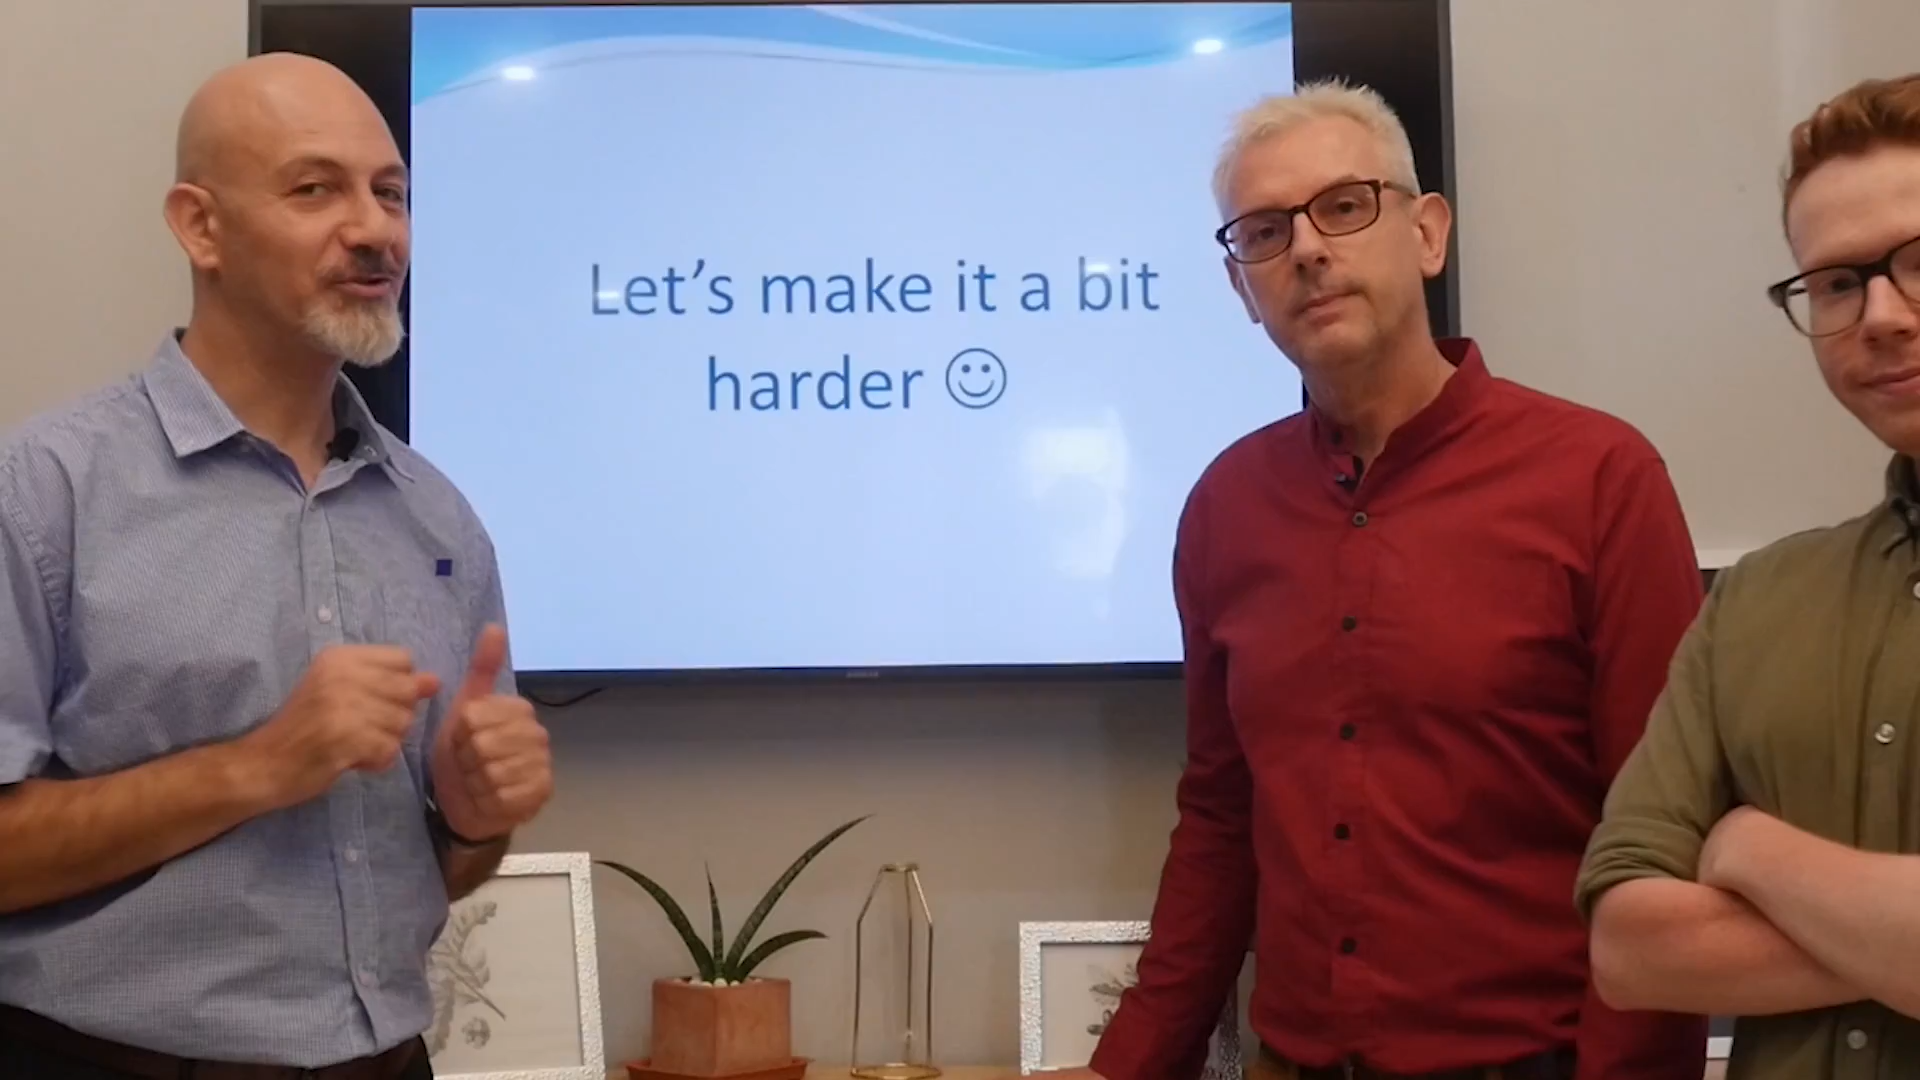 Let's make it a bit
harder ☺